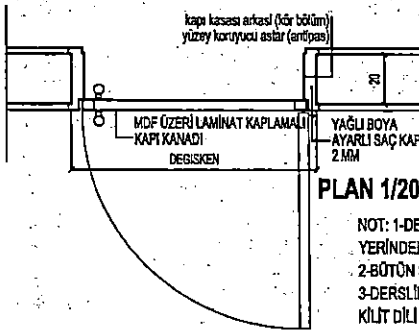 kapı kasası arkası (kör bölüm)
yüzey koruyucu astar (antipas)
20
MDF ÜZERİ LAMİNAT KAPLAMALI
KAPI KANADI
DEGISKEN
YAĞLI BOYA
AYARLI SAÇ KAP
2 MM
PLAN 1/20
NOT: 1-DE
YERİNDE
2-BÜTÜN
3-DERSLİ
KİLİT DİLİ